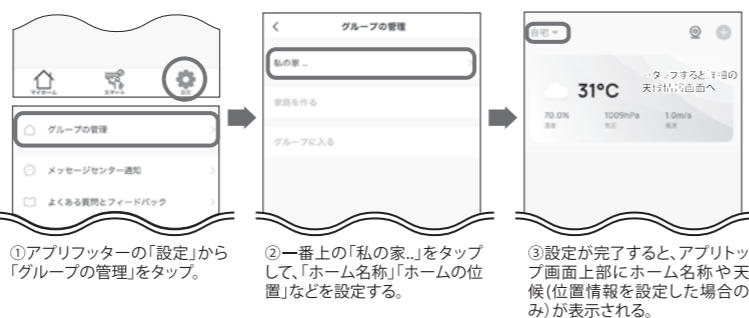 マイホーム
スマート
設定
グループの管理
メッセージセンター通知
よくある質問とフィードバック
①アプリフッターの「設定」から
「グループの管理」をタップ。
グループの管理
私の家 ..
家庭を作る
グループに入る
②一番上の「私の家..」をタップ
して、「ホーム名称」「ホームの位
置」などを設定する。
自宅
31°C
70.0%
1009hPa
1.0m/s
湿度
気圧
風速
③設定が完了すると、アプリトッ
プ画面上部にホーム名称や天
候(位置情報を設定した場合の
み)が表示される。